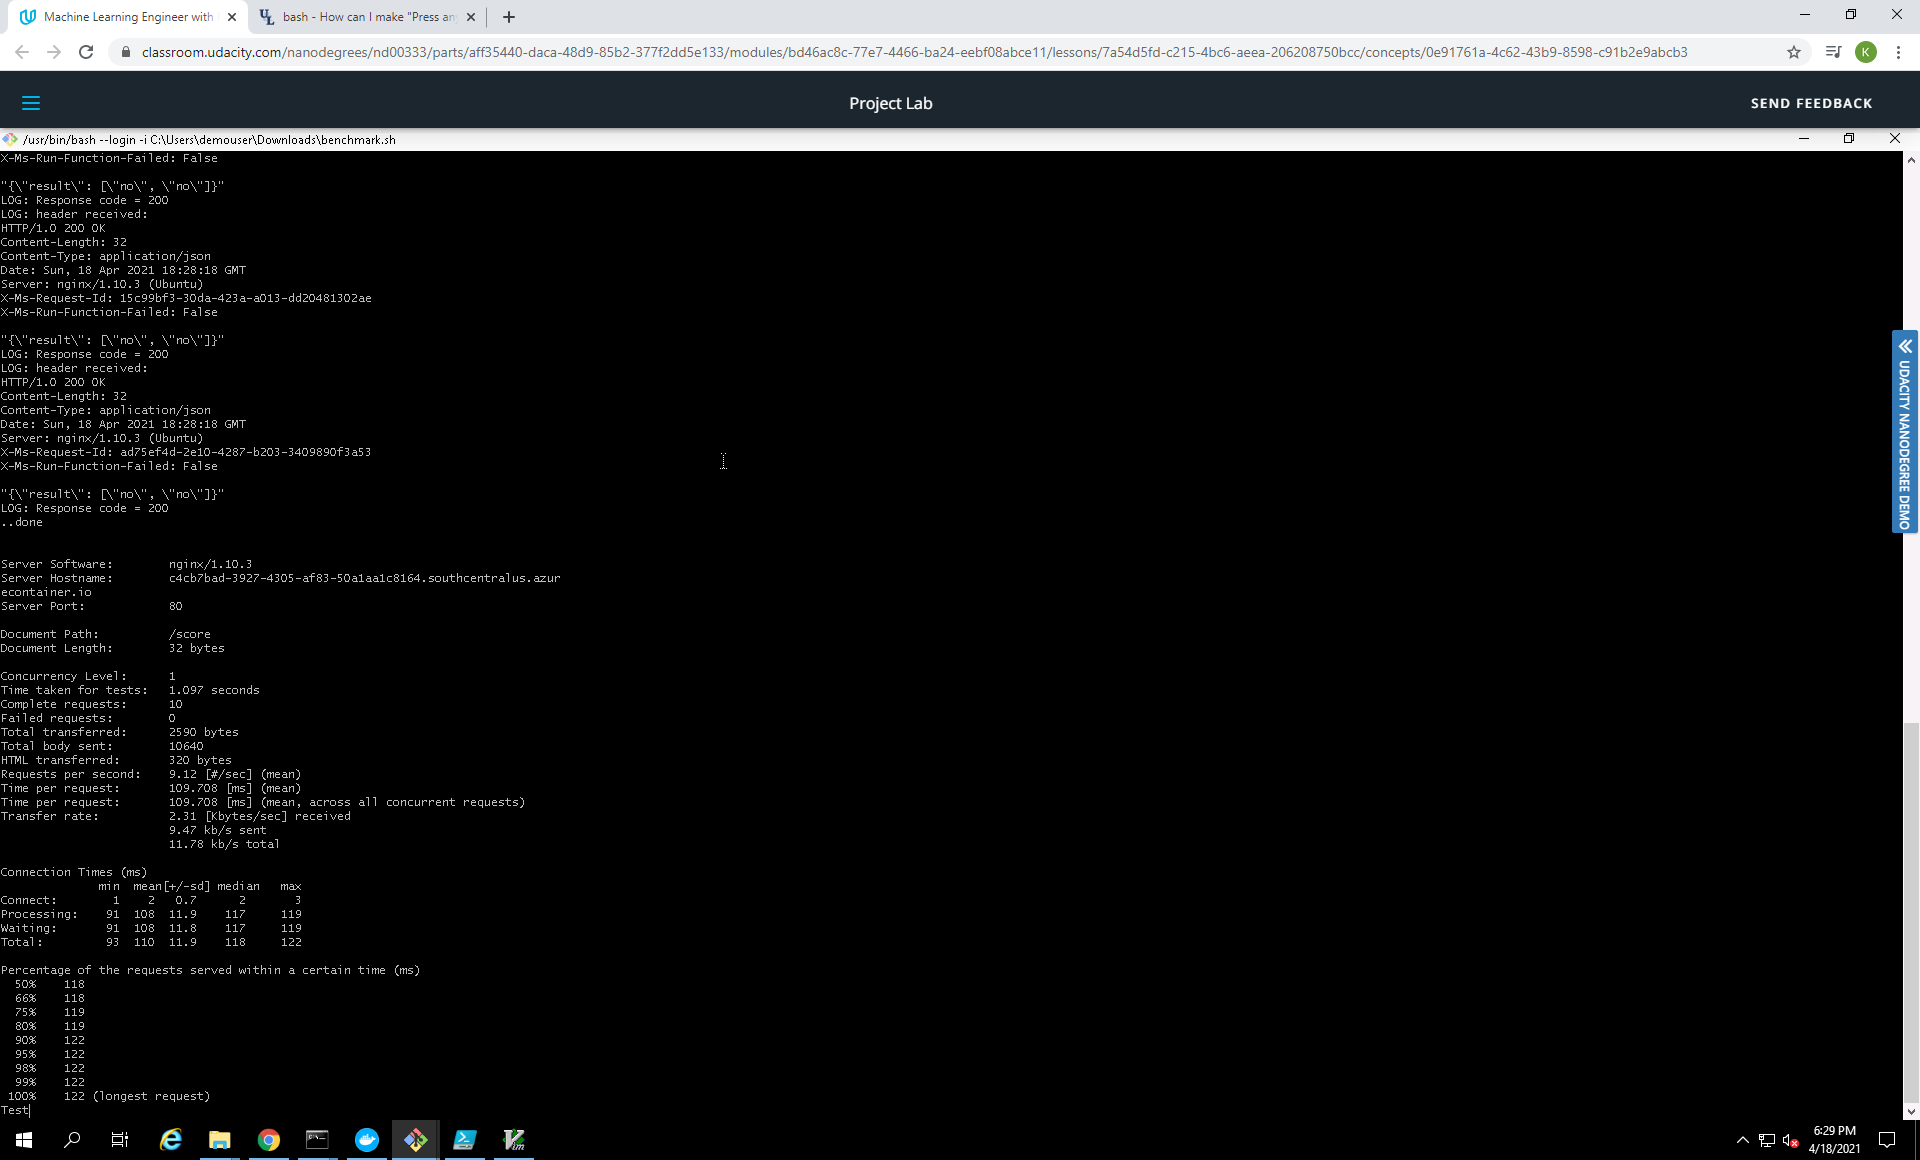 Machine Learning Engineer with
bash - How can I make "Press an
classroom.udacity.com/nanodegrees/nd00333/parts/aff35440-daca-48d9-85b2-377f2dd5e133/modules/bd46ac8c-77e7-4466-ba24-eebf08abce11/lessons/7a54d5fd-c215-4bc6-aeea-206208750bcc/concepts/0e91761a-4c62-43b9-8598-c91b2e9abcb3
K
Project Lab
SEND FEEDBACK
/usr/bin/bash --login -i C:\Users\demouser\Downloads\benchmark.sh
X-Ms-Run-Function-Failed: False
"{\"result\": [\"no\", \"no\"]}"
LOG: Response code = 200
LOG: header received:
HTTP/1.0 200 OK
Content-Length: 32
Content-Type: application/json
Date: Sun, 18 Apr 2021 18:28:18 GMT
Server: nginx/1.10.3 (Ubuntu)
X-Ms-Request-Id: 15c99bf3-30da-423a-a013-dd20481302ae
X-Ms-Run-Function-Failed: False
"{\"result\": [\"no\", \"no\"]}"
LOG: Response code = 200
LOG: header received:
HTTP/1.0 200 OK
Content-Length: 32
Content-Type: application/json
Date: Sun, 18 Apr 2021 18:28:18 GMT
Server: nginx/1.10.3 (Ubuntu)
X-Ms-Request-Id: ad75ef4d-2e10-4287-b203-3409890f3a53
X-Ms-Run-Function-Failed: False
"{\"result\": [\"no\", \"no\"]}"
LOG: Response code = 200
..done
Server Software: nginx/1.10.3
Server Hostname: c4cb7bad-3927-4305-af83-50a1aa1c8164.southcentralus.azur
econtainer.io
Server Port: 80
Document Path: /score
Document Length: 32 bytes
Concurrency Level: 1
Time taken for tests: 1.097 seconds
Complete requests: 10
Failed requests: 0
Total transferred: 2590 bytes
Total body sent: 10640
HTML transferred: 320 bytes
Requests per second: 9.12 [#/sec] (mean)
Time per request: 109.708 [ms] (mean)
Time per request: 109.708 [ms] (mean, across all concurrent requests)
Transfer rate: 2.31 [Kbytes/sec] received
9.47 kb/s sent
11.78 kb/s total
Connection Times (ms)
min mean[+/-sd] median max
Connect: 1 2 0.7 2 3
Processing: 91 108 11.9 117 119
Waiting: 91 108 11.8 117 119
Total: 93 110 11.9 118 122
Percentage of the requests served within a certain time (ms)
50% 118
66% 118
75% 119
80% 119
90% 122
95% 122
98% 122
99% 122
100% 122 (longest request)
Test
UDACITY NANODEGREE DEMO
6:29 PM
4/18/2021